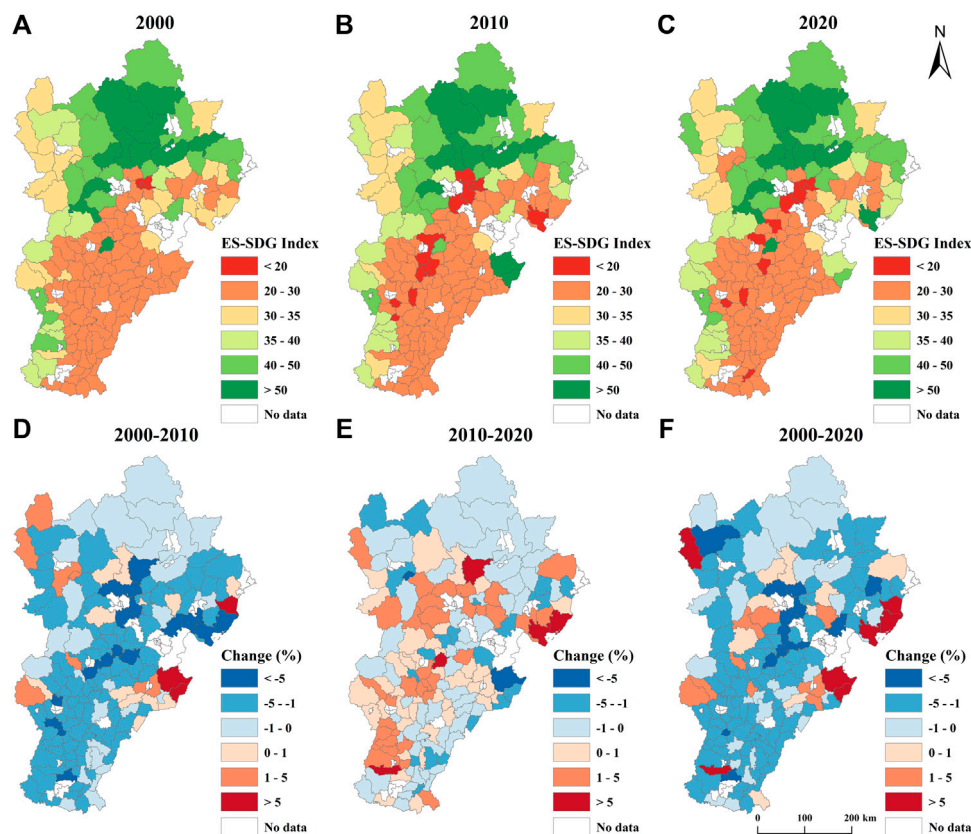 A
2000
B
2010
C
2020
N
ES-SDG Index
< 20
20 - 30
30 - 35
35 - 40
40 - 50
> 50
No data
ES-SDG Index
< 20
20 - 30
30 - 35
35 - 40
40 - 50
> 50
No data
ES-SDG Index
< 20
20 - 30
30 - 35
35 - 40
40 - 50
> 50
No data
D
2000-2010
E
2010-2020
F
2000-2020
Change (%)
< -5
-5 - -1
-1 - 0
0 - 1
1 - 5
> 5
No data
Change (%)
< -5
-5 - -1
-1 - 0
0 - 1
1 - 5
> 5
No data
Change (%)
< -5
-5 - -1
-1 - 0
0 - 1
1 - 5
> 5
No data
0 100 200 km